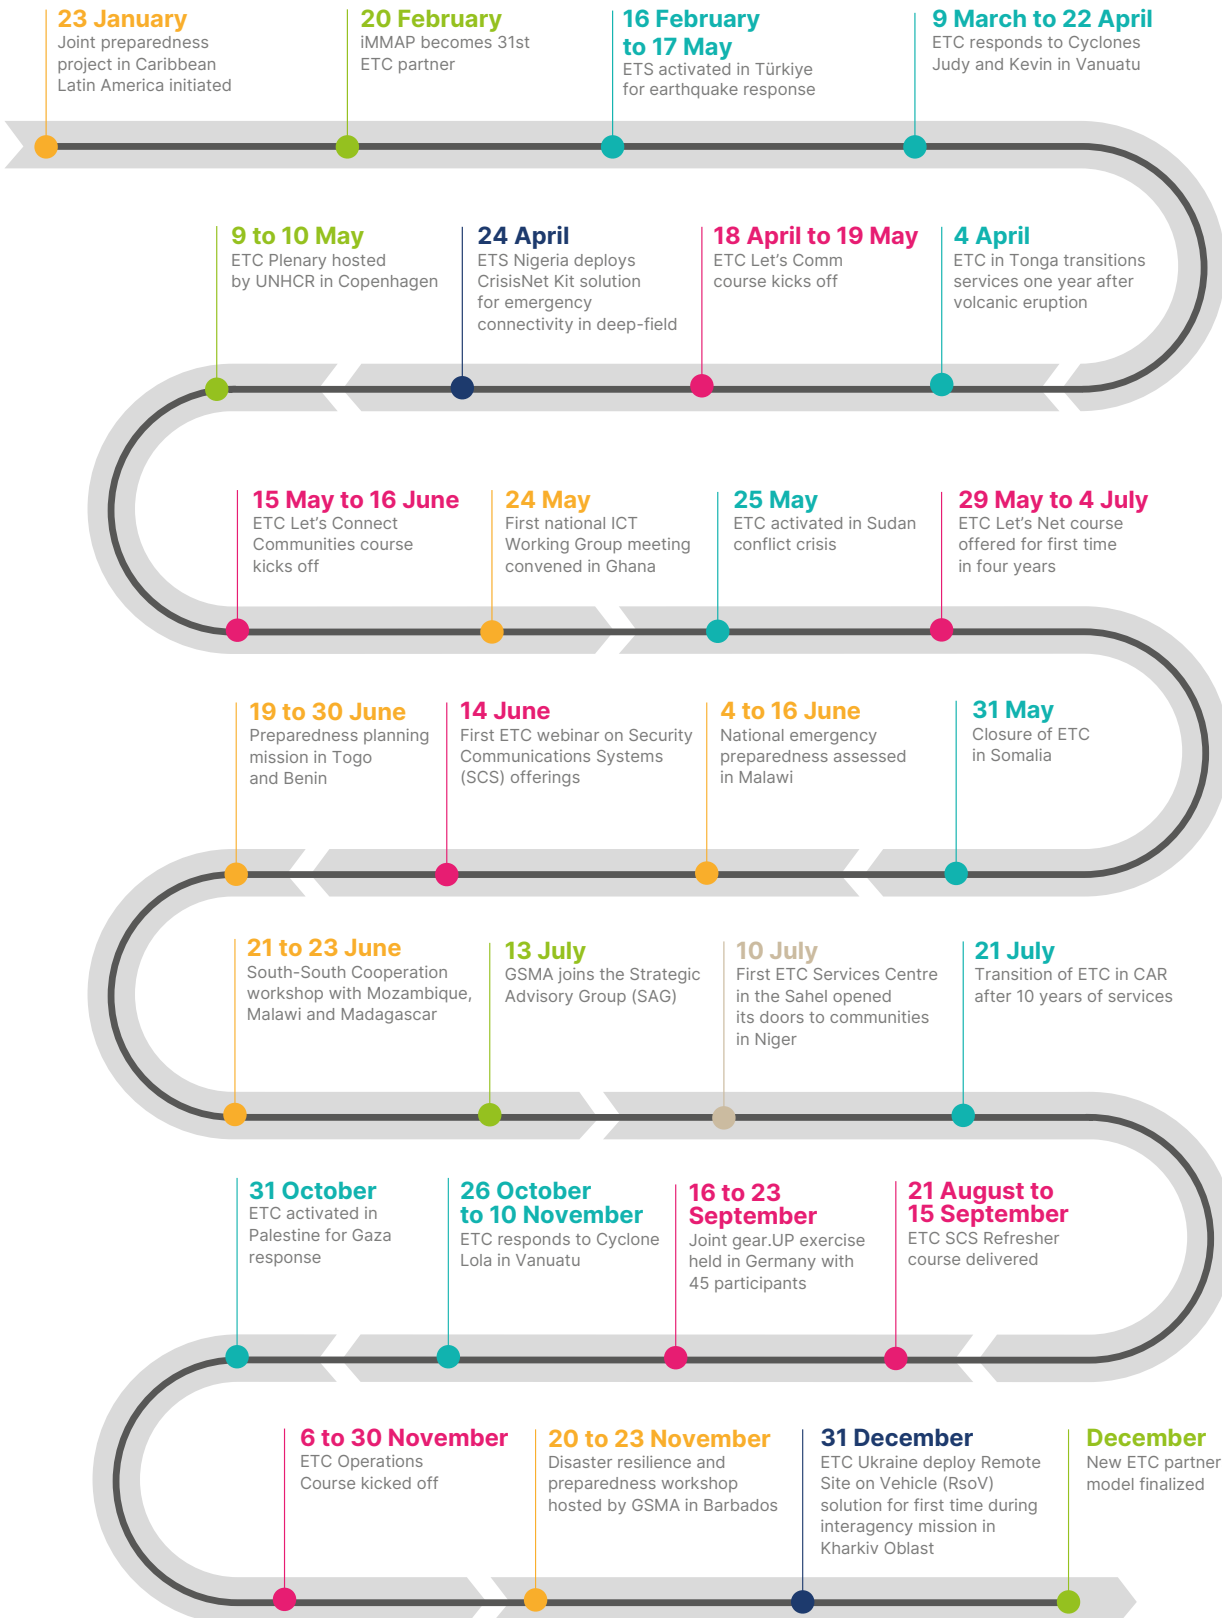 23 January
Joint preparedness
project in Caribbean
Latin America initiated
20 February
iMMAP becomes 31st
ETC partner
16 February
to 17 May
ETS activated in Türkiye
for earthquake response
9 March to 22 April
ETC responds to Cyclones
Judy and Kevin in Vanuatu
9 to 10 May
ETC Plenary hosted
by UNHCR in Copenhagen
24 April
ETS Nigeria deploys
CrisisNet Kit solution
for emergency
connectivity in deep-field
18 April to 19 May
ETC Let's Comm
course kicks off
4 April
ETC in Tonga transitions
services one year after
volcanic eruption
15 May to 16 June
ETC Let's Connect
Communities course
kicks off
24 May
First national ICT
Working Group meeting
convened in Ghana
25 May
ETC activated in Sudan
conflict crisis
29 May to 4 July
ETC Let's Net course
offered for first time
in four years
19 to 30 June
Preparedness planning
mission in Togo
and Benin
14 June
First ETC webinar on Security
Communications Systems
(SCS) offerings
4 to 16 June
National emergency
preparedness assessed
in Malawi
31 May
Closure of ETC
in Somalia
21 to 23 June
South-South Cooperation
workshop with Mozambique,
Malawi and Madagascar
13 July
GSMA joins the Strategic
Advisory Group (SAG)
10 July
First ETC Services Centre
in the Sahel opened
its doors to communities
in Niger
21 July
Transition of ETC in CAR
after 10 years of services
31 October
ETC activated in
Palestine for Gaza
response
26 October
to 10 November
ETC responds to Cyclone
Lola in Vanuatu
16 to 23
September
Joint gear.UP exercise
held in Germany with
45 participants
21 August to
15 September
ETC SCS Refresher
course delivered
6 to 30 November
ETC Operations
Course kicked off
20 to 23 November
Disaster resilience and
preparedness workshop
hosted by GSMA in Barbados
31 December
ETC Ukraine deploy Remote
Site on Vehicle (RsoV)
solution for first time during
interagency mission in
Kharkiv Oblast
December
New ETC partner
model finalized